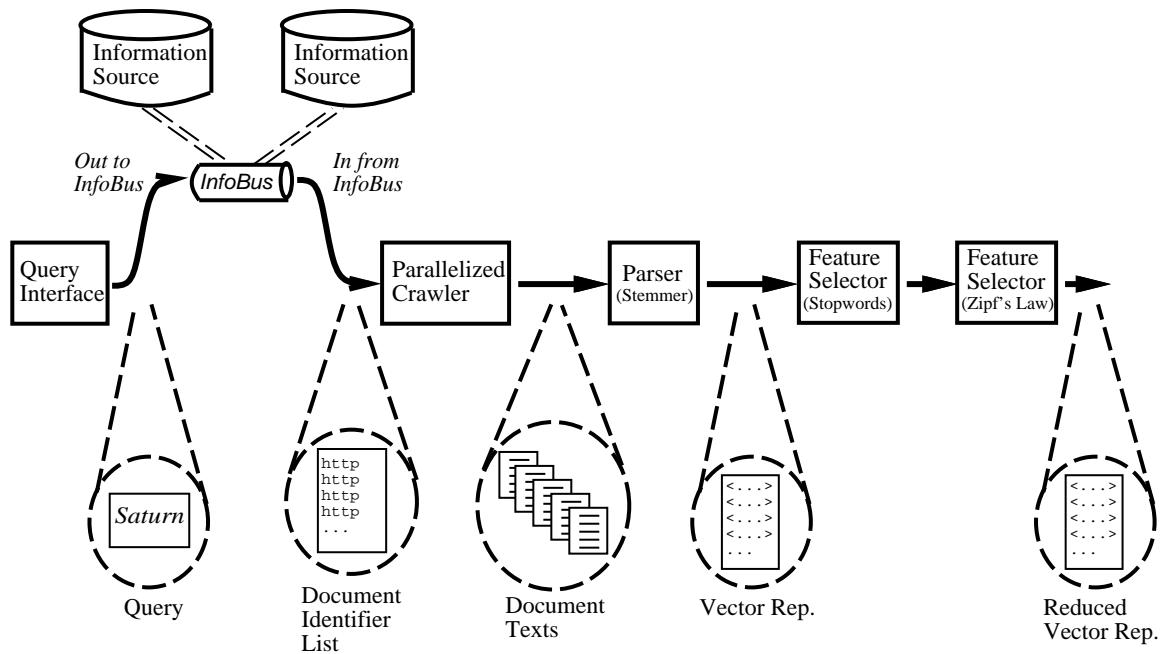 Information
Source
Information
Source
Out to
InfoBus
InfoBus
In from
InfoBus
Query
Interface
Parallelized
Crawler
Parser
(Stemmer)
Feature
Selector
(Stopwords)
Feature
Selector
(Zipf's Law)
Saturn
http
http
http
http
...
<...>
<...>
<...>
<...>
...
<...>
<...>
<...>
<...>
...
Query
Document
Identifier
List
Document
Texts
Vector Rep.
Reduced
Vector Rep.